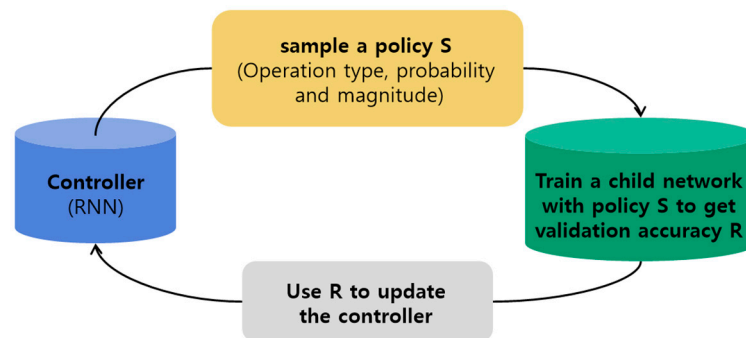 sample a policy S
(Operation type, probability
and magnitude)
Controller
(RNN)
Train a child network
with policy S to get
validation accuracy R
Use R to update
the controller